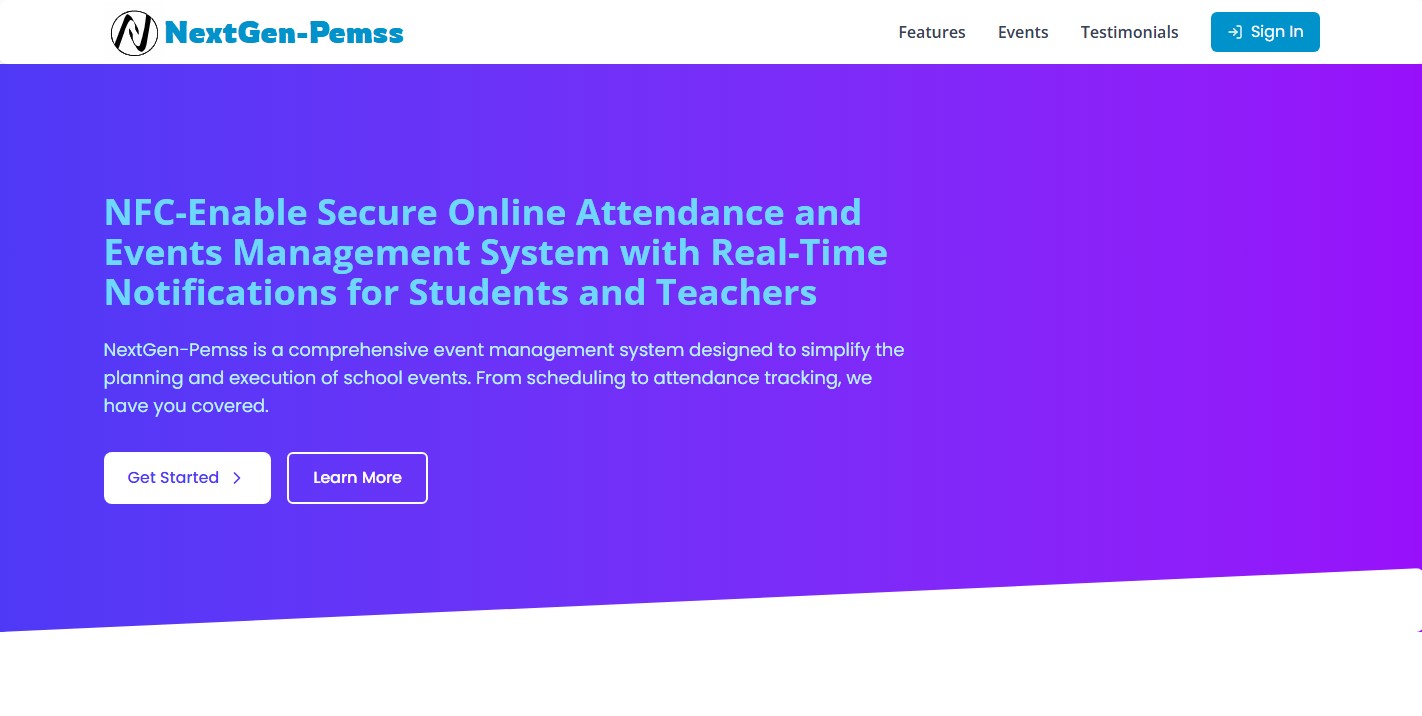 NextGen-Pemss
Features
Events
Testimonials
Sign In
NFC-Enable Secure Online Attendance and
Events Management System with Real-Time
Notifications for Students and Teachers
NextGen-Pemss is a comprehensive event management system designed to simplify the
planning and execution of school events. From scheduling to attendance tracking, we
have you covered.
Get Started
Learn More